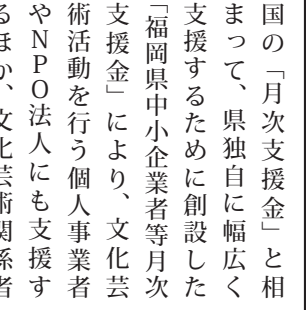 国の「月次支援金」と相
まって、県独自に幅広く
支援するために創設した
「福岡県中小企業者等月次
支援金」により、文化芸
術活動を行う個人事業者
やNPO法人にも支援す
るほか、文化芸術関係者